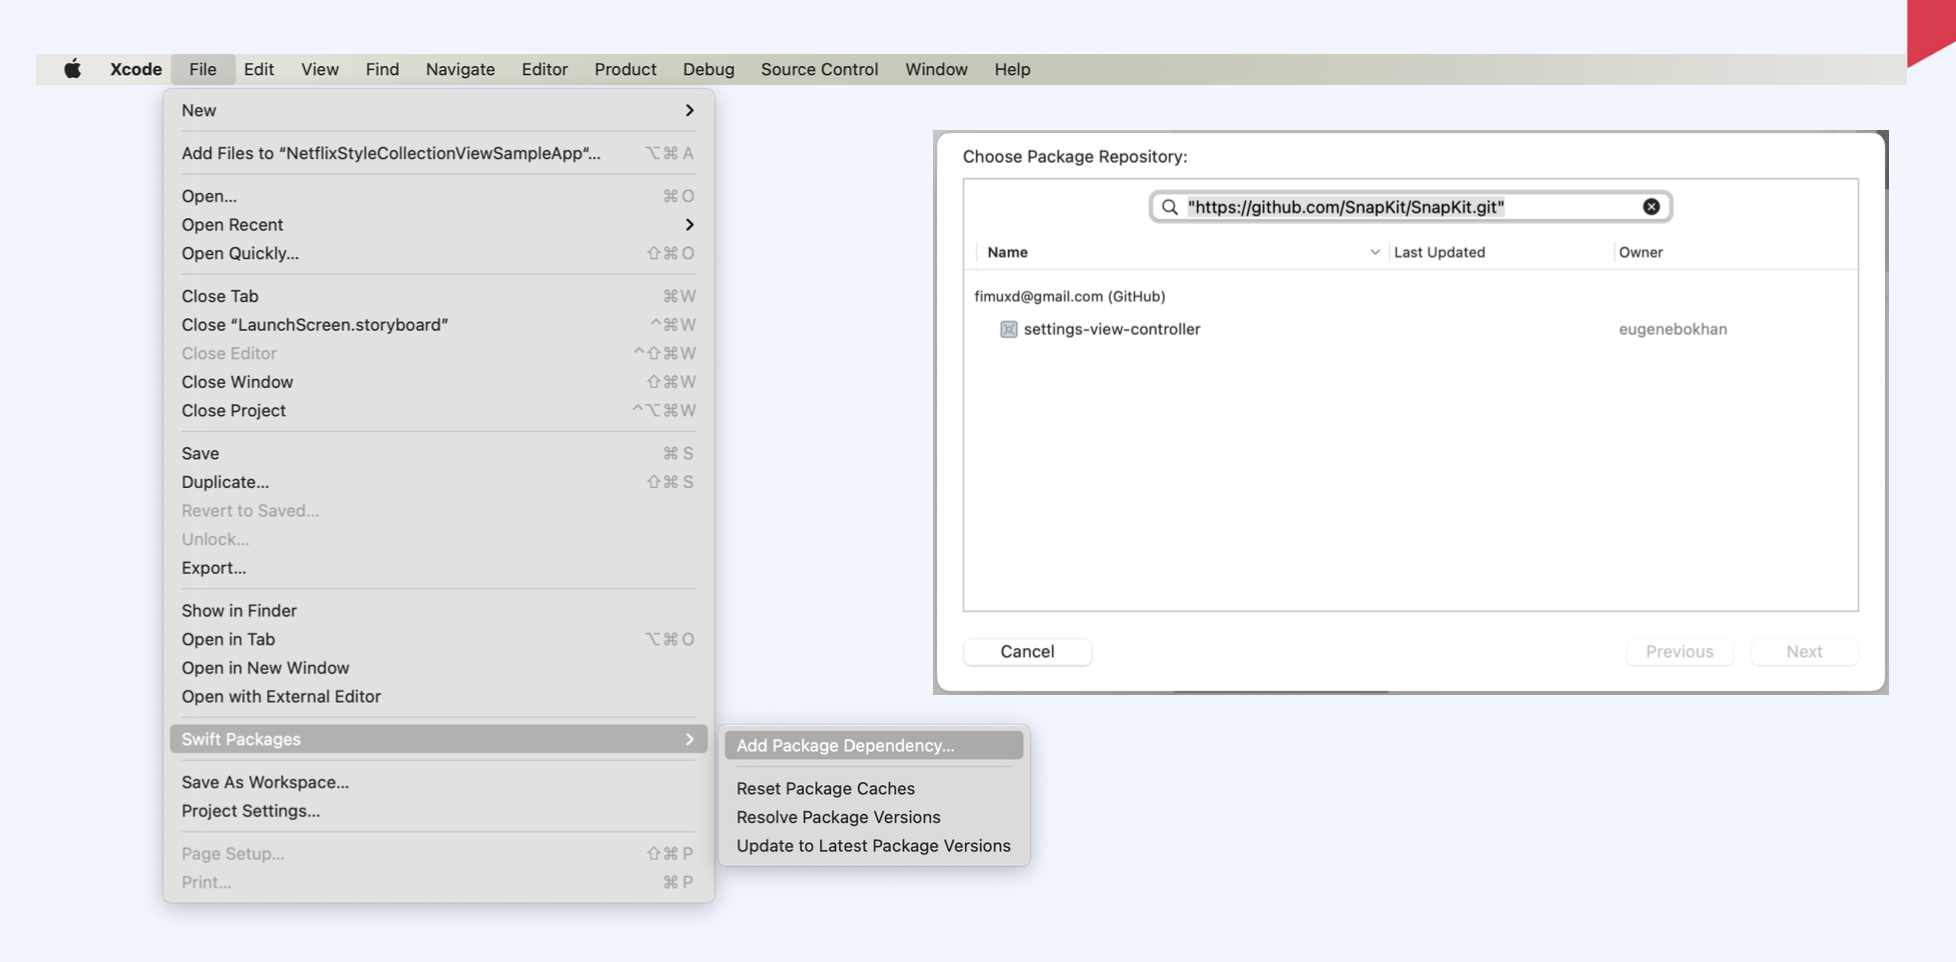 Xcode File Edit View Find Navigate Editor Product Debug Source Control Window Help
New
Add Files to “NetflixStyleCollectionViewSampleApp“... ⌥⌘A
Open... ⌘O
Open Recent
Open Quickly... ⇧⌘O
Close Tab ⌘W
Close “LaunchScreen.storyboard” ^⌘W
Close Editor ^⇧⌘W
Close Window ⇧⌘W
Close Project ^⌥⌘W
Save ⌘S
Duplicate... ⇧⌘S
Revert to Saved...
Unlock...
Export...
Show in Finder
Open in Tab ⌥⌘O
Open in New Window
Open with External Editor
Swift Packages
Save As Workspace...
Project Settings...
Page Setup... ⇧⌘P
Print... ⌘P
Add Package Dependency...
Reset Package Caches
Resolve Package Versions
Update to Latest Package Versions
Choose Package Repository:
"https://github.com/SnapKit/SnapKit.git"
Name Last Updated Owner
fimuxd@gmail.com (GitHub)
settings-view-controller eugenebokhan
Cancel Previous Next